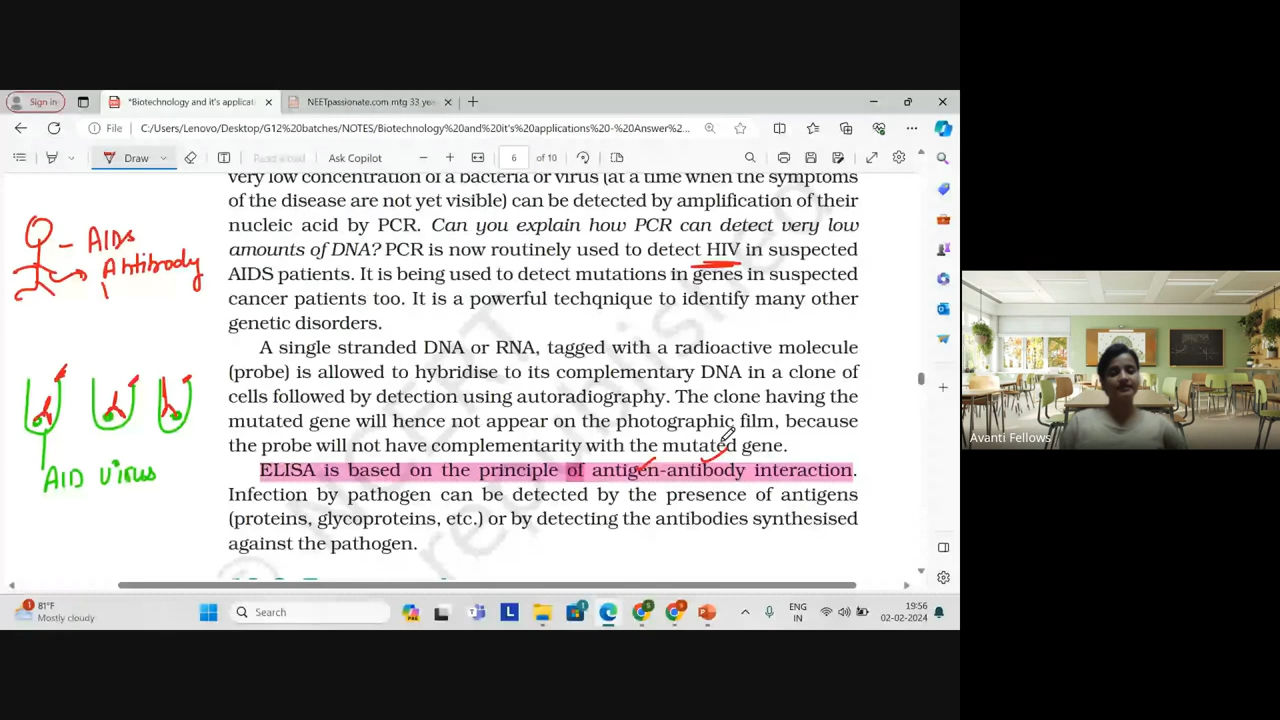 Sign in
*Biotechnology and it's applicati
NEETpassionate.com mtg 33 ye
File
C:/Users/Lenovo/Desktop/G12%20batches/NOTES/Biotechnology%20and%20it's%20applications%20-%20Answer%2...
Draw
Read aloud
Ask Copilot
6
of 10
very low concentration of a bacteria or virus (at a time when the symptoms
of the disease are not yet visible) can be detected by amplification of their
nucleic acid by PCR. Can you explain how PCR can detect very low
amounts of DNA? PCR is now routinely used to detect HIV in suspected
AIDS patients. It is being used to detect mutations in genes in suspected
cancer patients too. It is a powerful techqnique to identify many other
genetic disorders.
A single stranded DNA or RNA, tagged with a radioactive molecule
(probe) is allowed to hybridise to its complementary DNA in a clone of
cells followed by detection using autoradiography. The clone having the
mutated gene will hence not appear on the photographic film, because
the probe will not have complementarity with the mutated gene.
ELISA is based on the principle of antigen-antibody interaction.
Infection by pathogen can be detected by the presence of antigens
(proteins, glycoproteins, etc.) or by detecting the antibodies synthesised
against the pathogen.
© NCERT
republished
- AIDS
Antibody
AID virus
Avanti Fellows
81°F
Mostly cloudy
Search
ENG
IN
19:56
02-02-2024